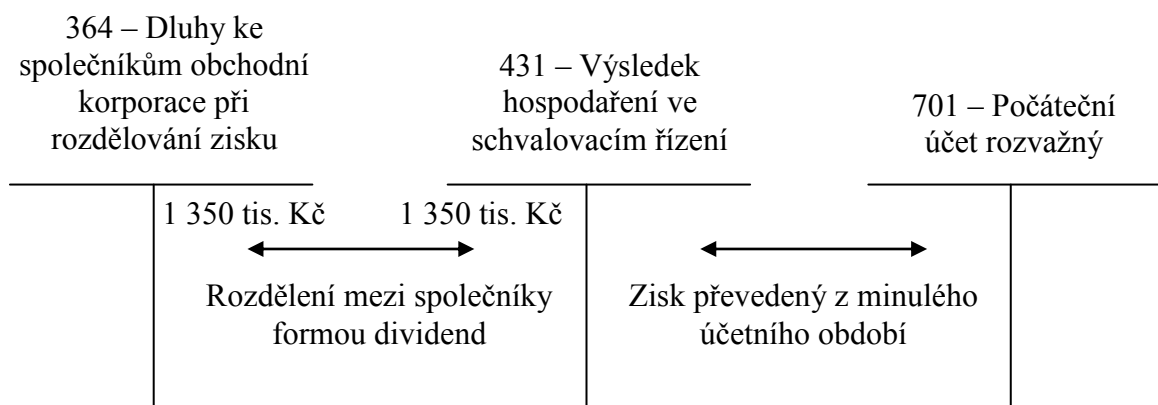 364 – Dluhy ke
společníkům obchodní
korporace při
rozdělování zisku
431 – Výsledek
hospodaření ve
schvalovacím řízení
701 – Počáteční
účet rozvažný
1 350 tis. Kč
1 350 tis. Kč
Rozdělení mezi společníky
formou dividend
Zisk převedený z minulého
účetního období